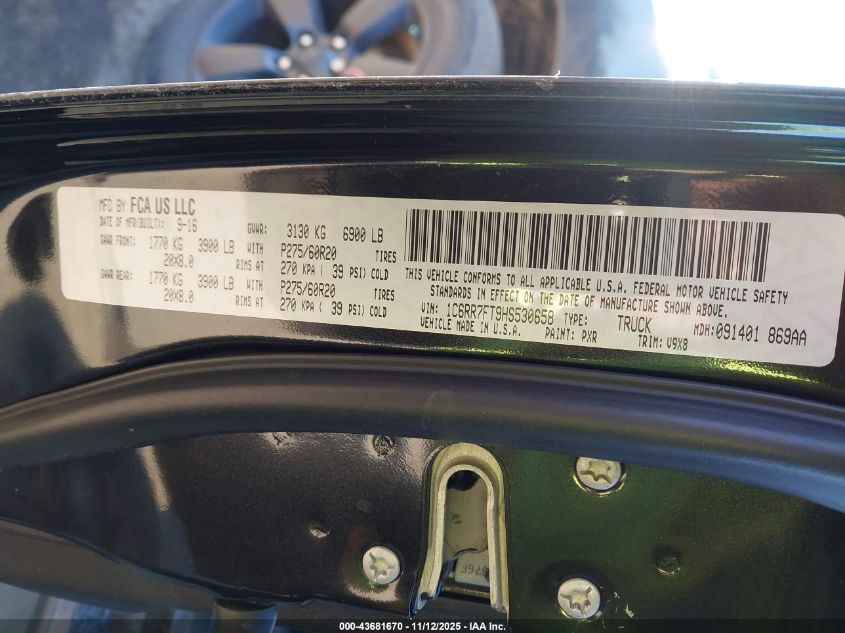 MFD BY FCA US LLC
DATE OF MFR(BUILT): 9-16 GVWR: 3130 KG 6900 LB
GAWR FRONT: 1770 KG 3900 LB WITH P275/60R20 TIRES
20X8.0 RIMS AT 270 KPA ( 39 PSI) COLD
GAWR REAR: 1770 KG 3900 LB WITH P275/60R20 TIRES
20X8.0 RIMS AT 270 KPA ( 39 PSI) COLD
THIS VEHICLE CONFORMS TO ALL APPLICABLE U.S.A. FEDERAL MOTOR VEHICLE SAFETY
STANDARDS IN EFFECT ON THE DATE OF MANUFACTURE SHOWN ABOVE.
VIN: 1C6RR7FT9HS530658 TYPE: TRUCK MDH: 091401 869AA
VEHICLE MADE IN U.S.A. PAINT: PXR TRIM: V9X8
000-43681670 - 11/12/2025 - IAA Inc.